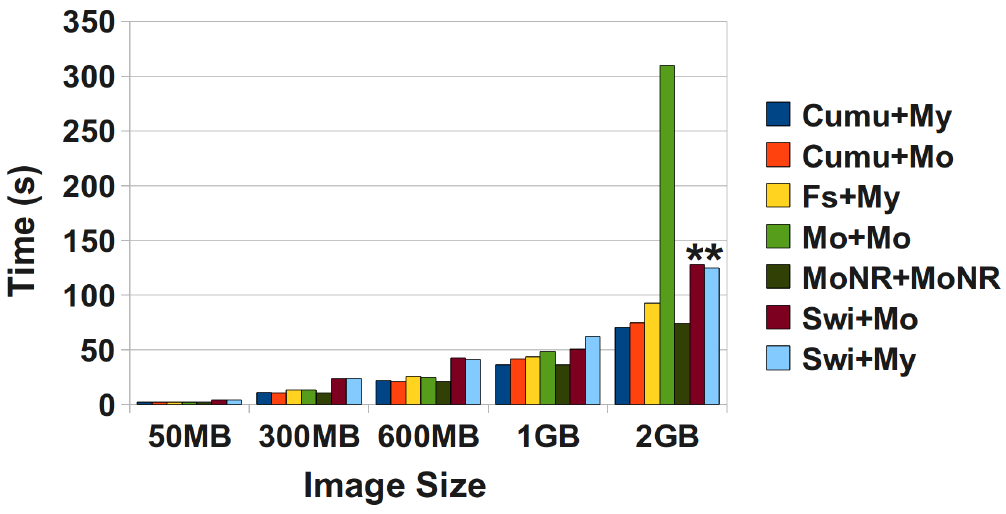 350
300
250
200
150
100
50
0
Time (s)
**
50MB 300MB 600MB 1GB 2GB
Image Size
Cumu+My
Cumu+Mo
Fs+My
Mo+Mo
MoNR+MoNR
Swi+Mo
Swi+My